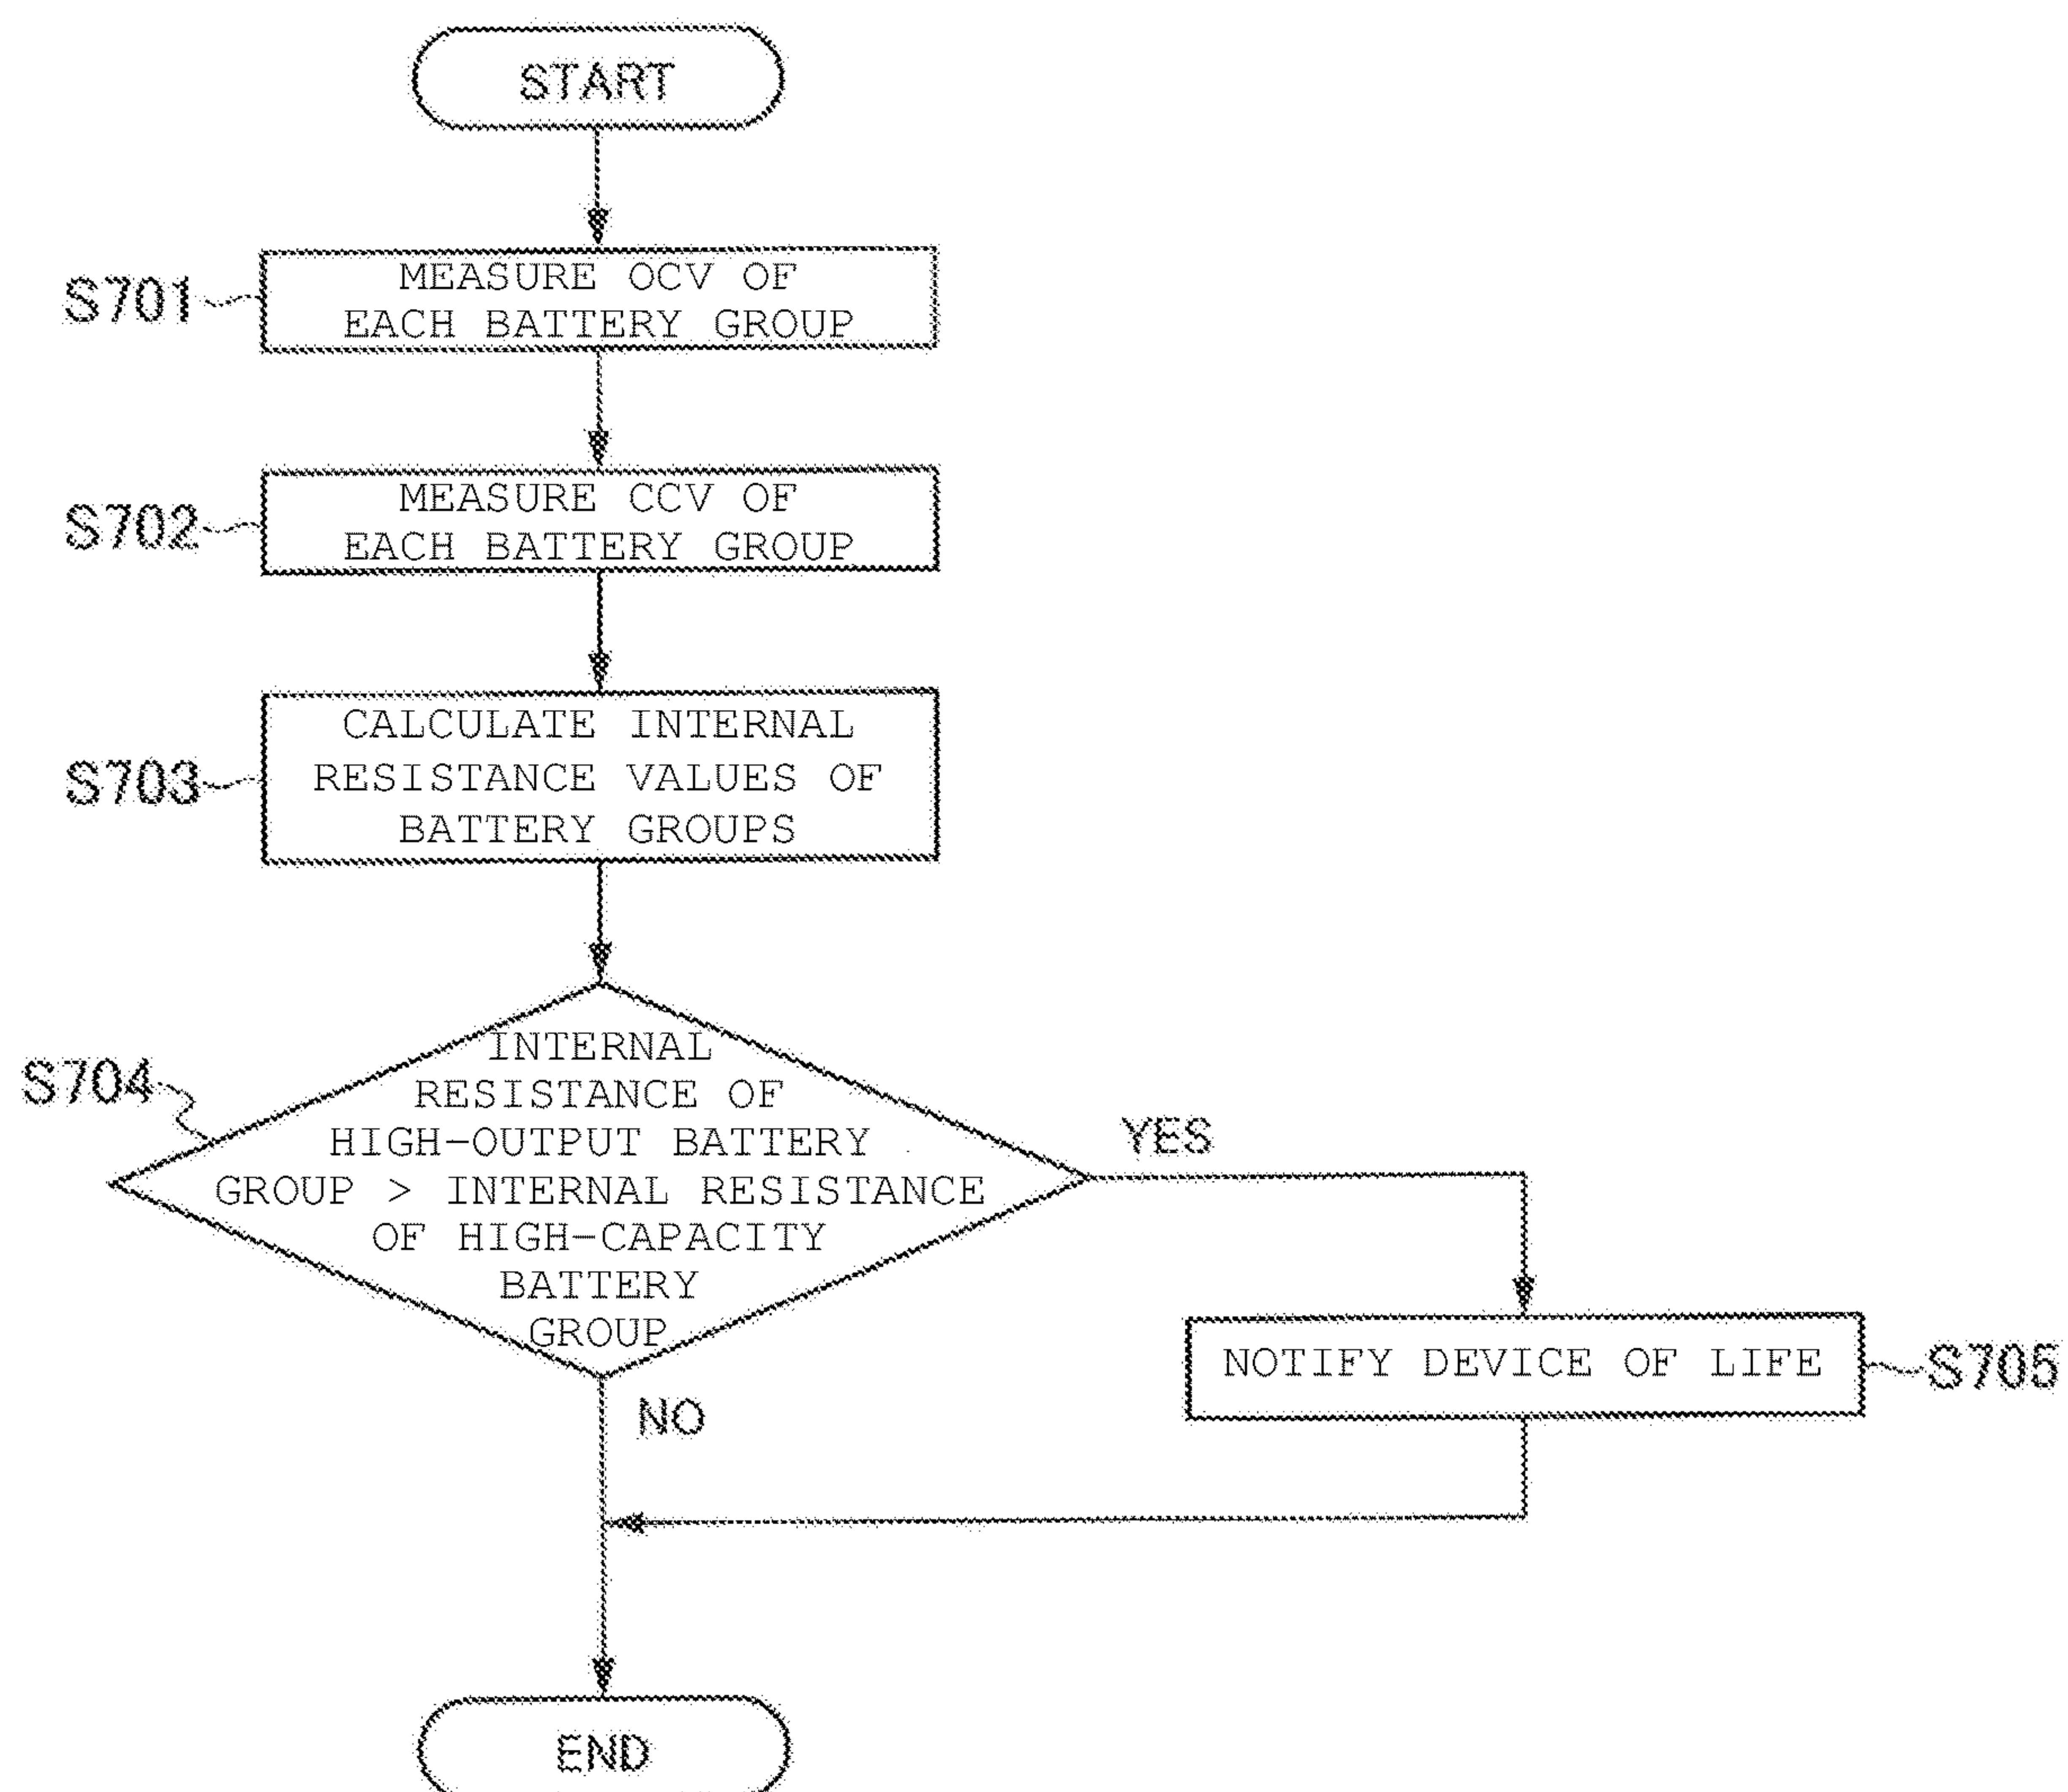 START
S701
MEASURE OCV OF
EACH BATTERY GROUP
S702
MEASURE CCV OF
EACH BATTERY GROUP
S703
CALCULATE INTERNAL
RESISTANCE VALUES OF
BATTERY GROUPS
S704
INTERNAL
RESISTANCE OF
HIGH-OUTPUT BATTERY
GROUP > INTERNAL RESISTANCE
OF HIGH-CAPACITY
BATTERY
GROUP
YES
NO
NOTIFY DEVICE OF LIFE
S705
END